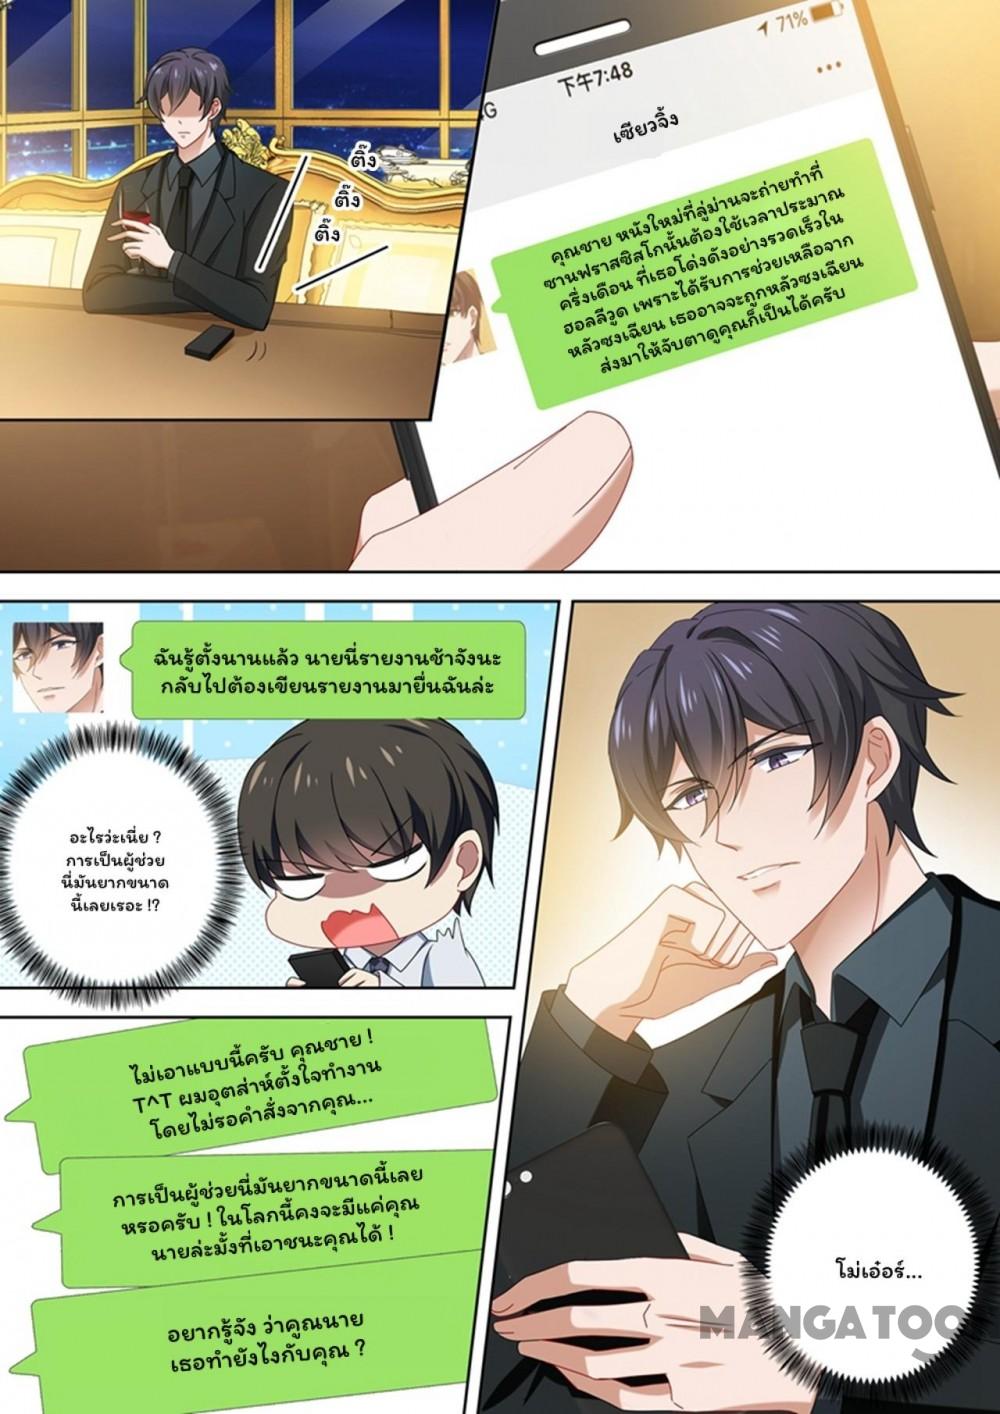 ติ๊ง
ติ๊ง
ติ๊ง
71%
下午7:48
G
เซียวจิ้ง
คุณชาย หนังใหม่ที่ลู่ม่านจะถ่ายทำที่
ซานฟราสซิสโกนั้นต้องใช้เวลาประมาณ
ครึ่งเดือน ที่เธอโด่งดังอย่างรวดเร็วใน
ฮอลลีวูด เพราะได้รับการช่วยเหลือจาก
หลัวซงเฉียน เธออาจจะถูกหลัวซงเฉียน
ส่งมาให้จับตาดูคุณก็เป็นได้ครับ
ฉันรู้ตั้งนานแล้ว นายนี่รายงานช้าจังนะ
กลับไปต้องเขียนรายงานมายื่นฉันล่ะ
อะไรว่ะเนี่ย ?
การเป็นผู้ช่วย
นี่มันยากขนาด
นี้เลยเรอะ !?
ไม่เอาแบบนี้ครับ คุณชาย !
T^T ผมอุตส่าห์ตั้งใจทำงาน
โดยไม่รอคำสั่งจากคุณ...
การเป็นผู้ช่วยนี่มันยากขนาดนี้เลย
หรอครับ ! ในโลกนี้คงจะมีแค่คุณ
นายล่ะมั้งที่เอาชนะคุณได้ !
อยากรู้จัง ว่าคุณนาย
เธอทำยังไงกับคุณ ?
โม่เอ๋อร์...
MANGATOON